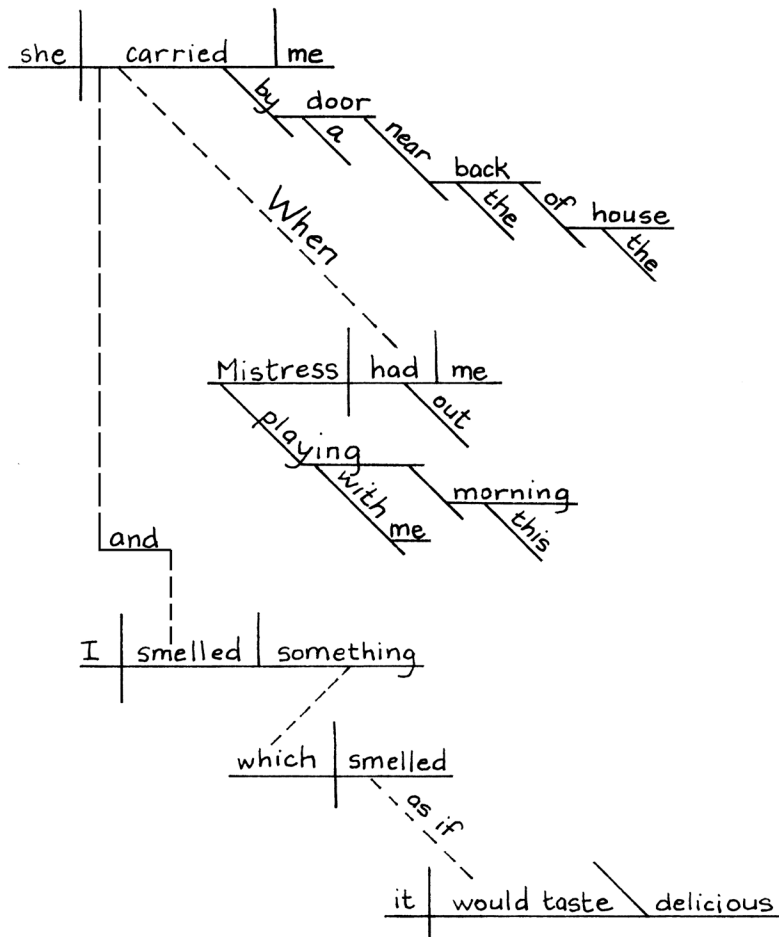 she carried me
by door
a near
back
the of house
the
When
Mistress had me
out
playing
with morning
me this
and
I smelled something
which smelled
as if
it would taste delicious